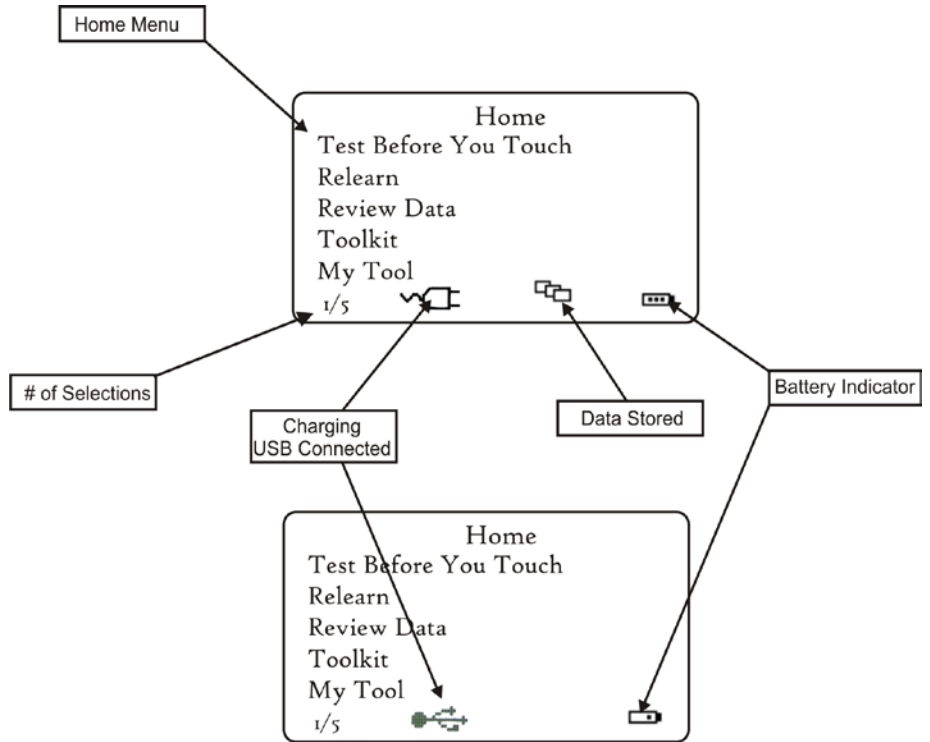 Home Menu
Home
Test Before You Touch
Relearn
Review Data
Toolkit
My Tool
1/5
# of Selections
Charging
USB Connected
Data Stored
Battery Indicator
Home
Test Before You Touch
Relearn
Review Data
Toolkit
My Tool
1/5